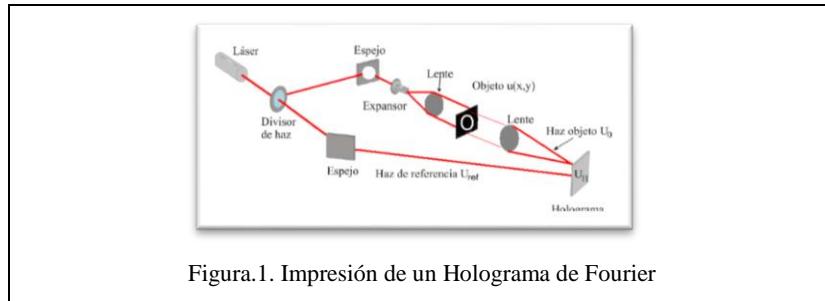 Láser
Espejo
Lente
Objeto u(x,y)
Expansor
Divisor
de haz
Lente
Haz objeto U₀
Espejo
Haz de referencia Uref
UH
Holograma
Figura.1. Impresión de un Holograma de Fourier